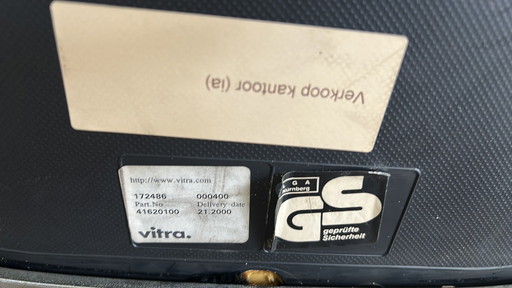 Verkoop kantoor (ia)
http://www.vitra.com
172486 000400
Part.No Delivery date
41620100 21.2000
vitra.
L G A
Nürnberg
GS
geprüfte
Sicherheit